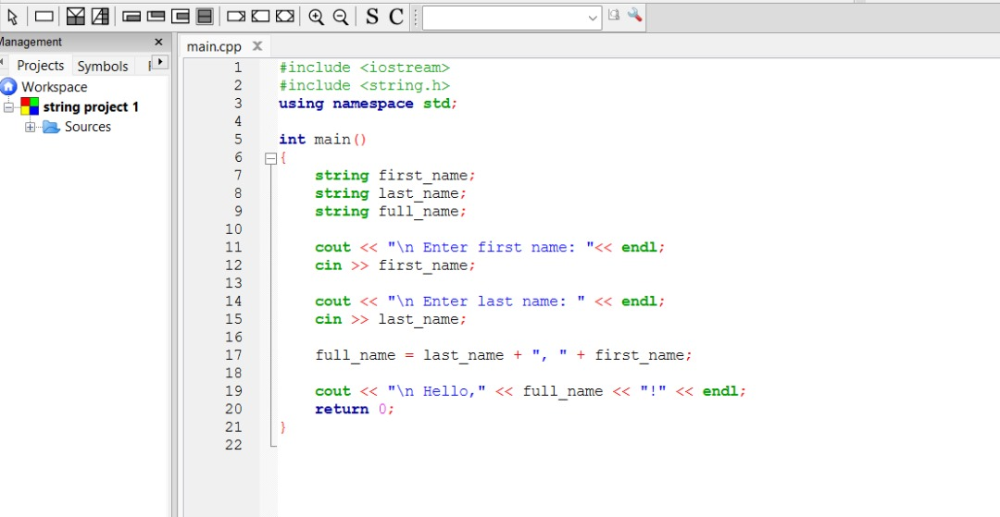 S C
Management
main.cpp
Projects Symbols
Workspace
string project 1
Sources
1 #include <iostream>
2 #include <string.h>
3 using namespace std;
4
5 int main()
6 {
7 string first_name;
8 string last_name;
9 string full_name;
10
11 cout << "\n Enter first name: "<< endl;
12 cin >> first_name;
13
14 cout << "\n Enter last name: " << endl;
15 cin >> last_name;
16
17 full_name = last_name + ", " + first_name;
18
19 cout << "\n Hello," << full_name << "!" << endl;
20 return 0;
21 }
22